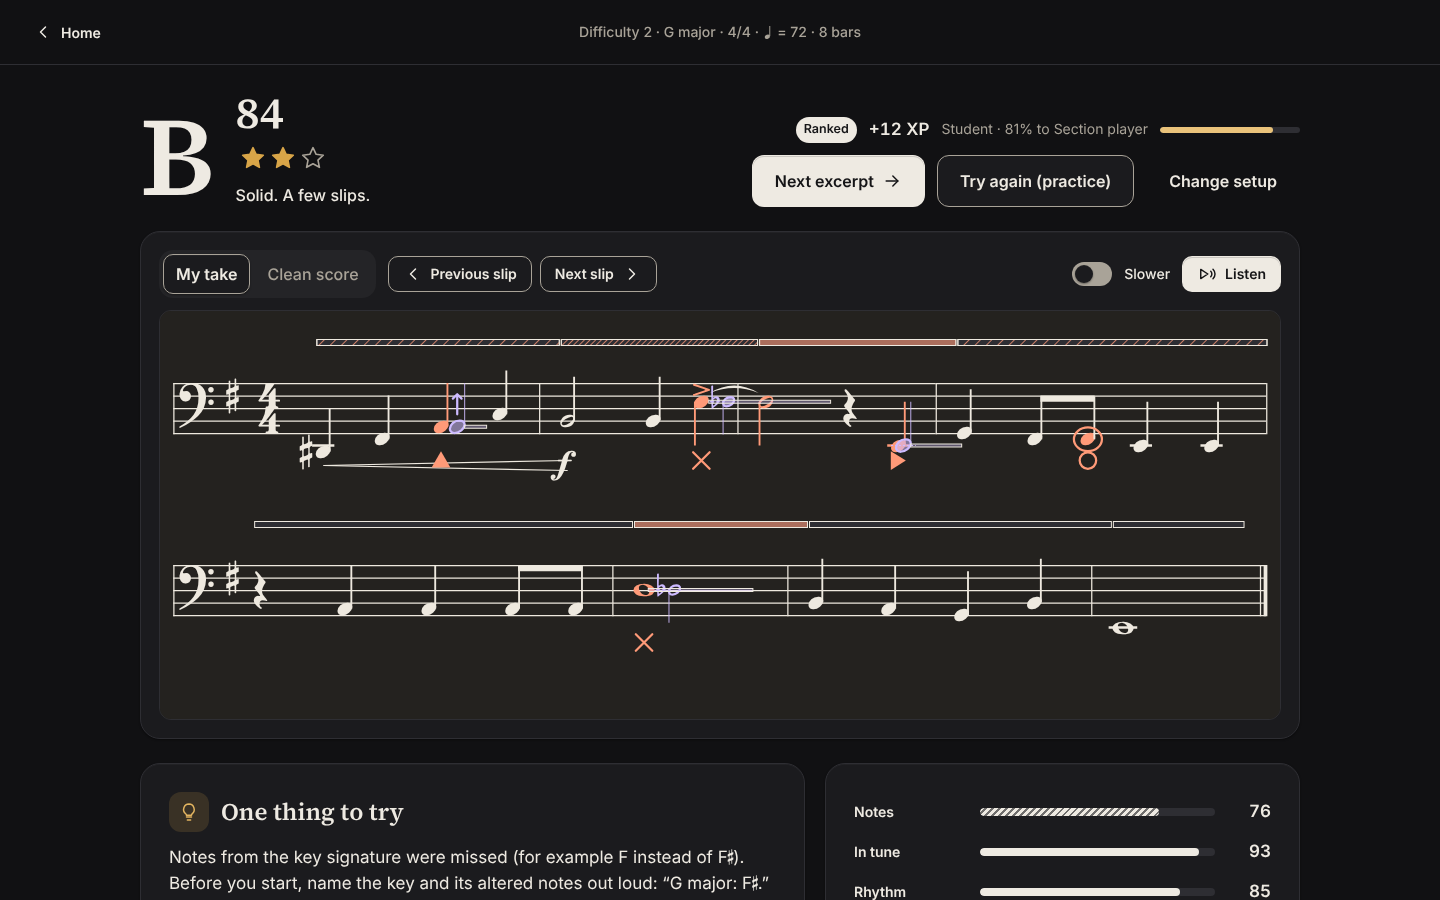 Home
Difficulty 2 · G major · 4/4 · ♩ = 72 · 8 bars
B
84
Solid. A few slips.
Ranked +12 XP Student · 81% to Section player
Next excerpt → Try again (practice) Change setup
My take Clean score Previous slip Next slip Slower Listen
4
4
f
One thing to try
Notes from the key signature were missed (for example F instead of F♯).
Before you start, name the key and its altered notes out loud: “G major: F♯.”
Notes 76
In tune 93
Rhythm 85